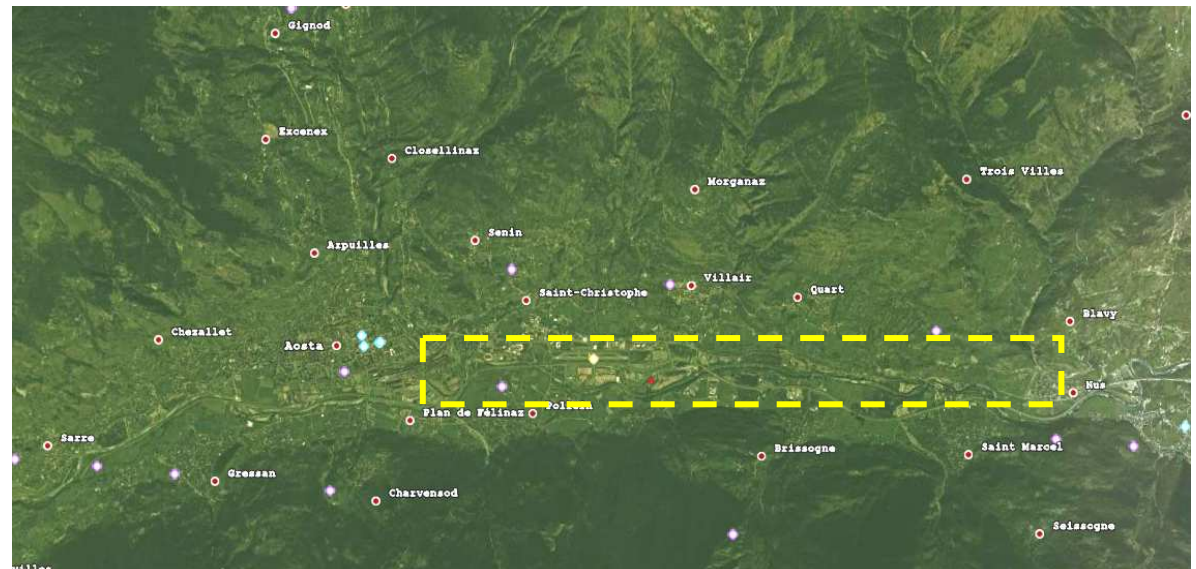 Gignod
Excenex
Closellinaz
Trois Villes
Morganaz
Senin
Arpuilles
Villair
Quart
Saint-Christophe
Blavy
Chezallet
Aosta
Nus
Plan de Félinaz
Sarre
Brissogne
Saint Marcel
Gressan
Charvensod
Seissogne